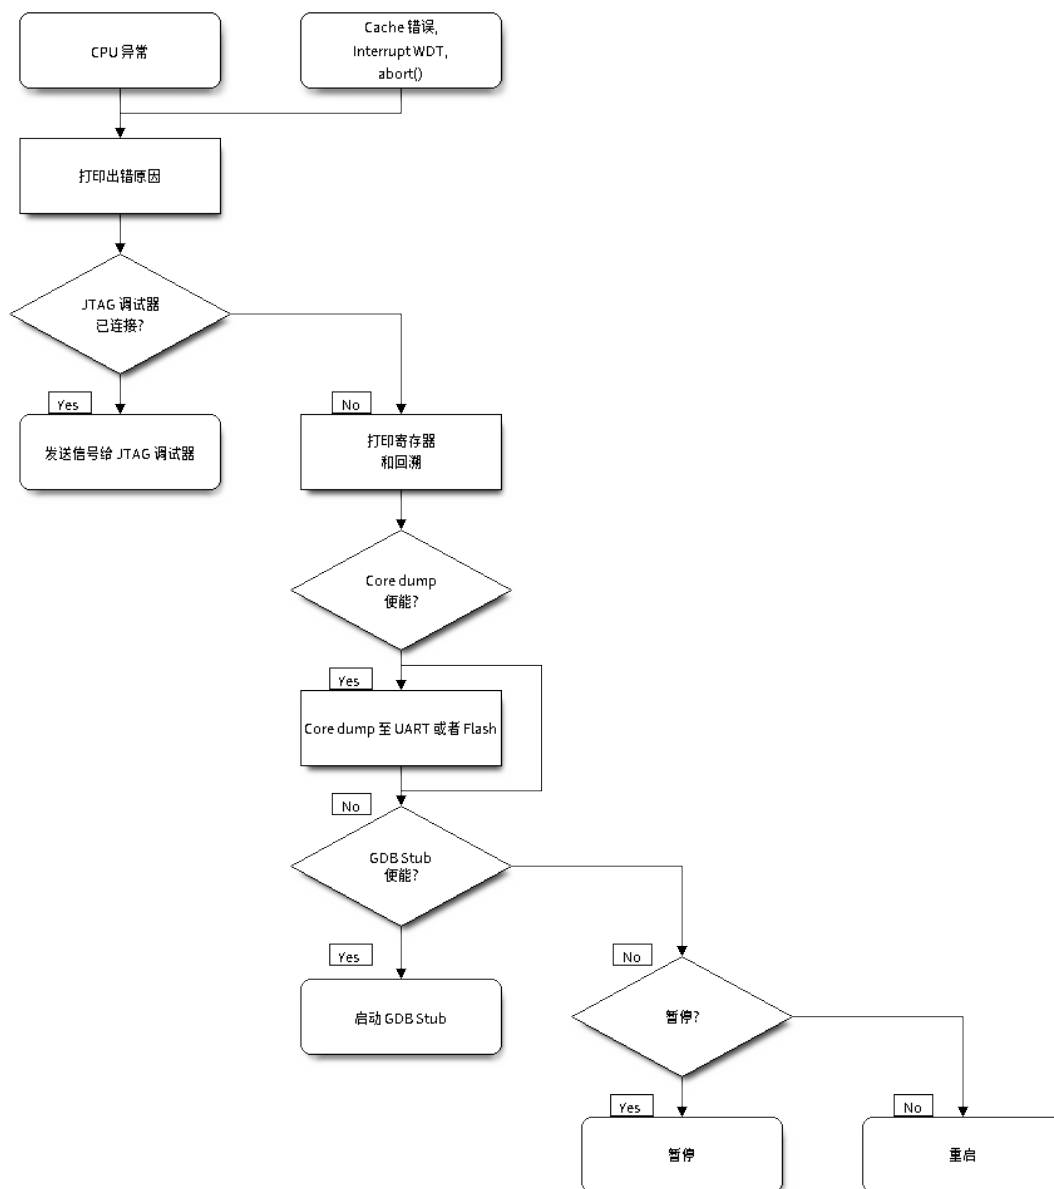 CPU 异常
Cache 错误,
Interrupt WDT,
abort()
打印出错原因
JTAG 调试器
已连接?
Yes
No
发送信号给 JTAG 调试器
打印寄存器
和回溯
Core dump
便能?
Yes
Core dump 至 UART 或者 Flash
No
GDB Stub
便能?
Yes
No
启动 GDB Stub
暂停?
Yes
No
暂停
重启